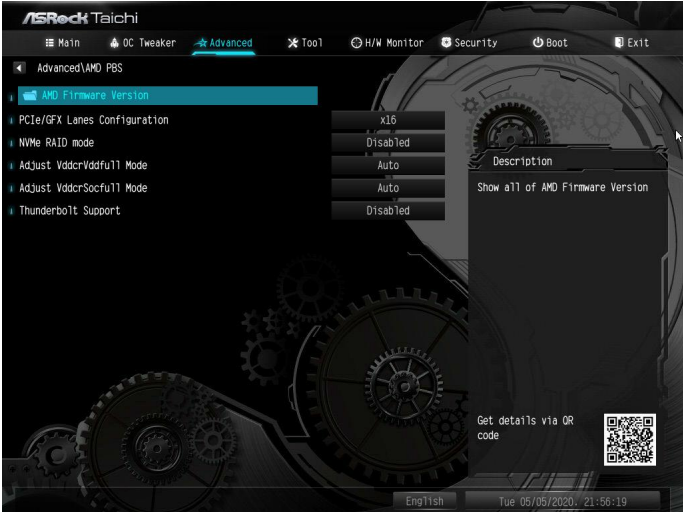 ASRock Taichi
Main OC Tweaker Advanced Tool H/W Monitor Security Boot Exit
Advanced\AMD PBS
AMD Firmware Version
PCIe/GFX Lanes Configuration x16
NVMe RAID mode Disabled
Adjust VddcrVddfull Mode Auto
Adjust VddcrSocfull Mode Auto
Thunderbolt Support Disabled
Description
Show all of AMD Firmware Version
Get details via QR
code
English Tue 05/05/2020. 21:56:19